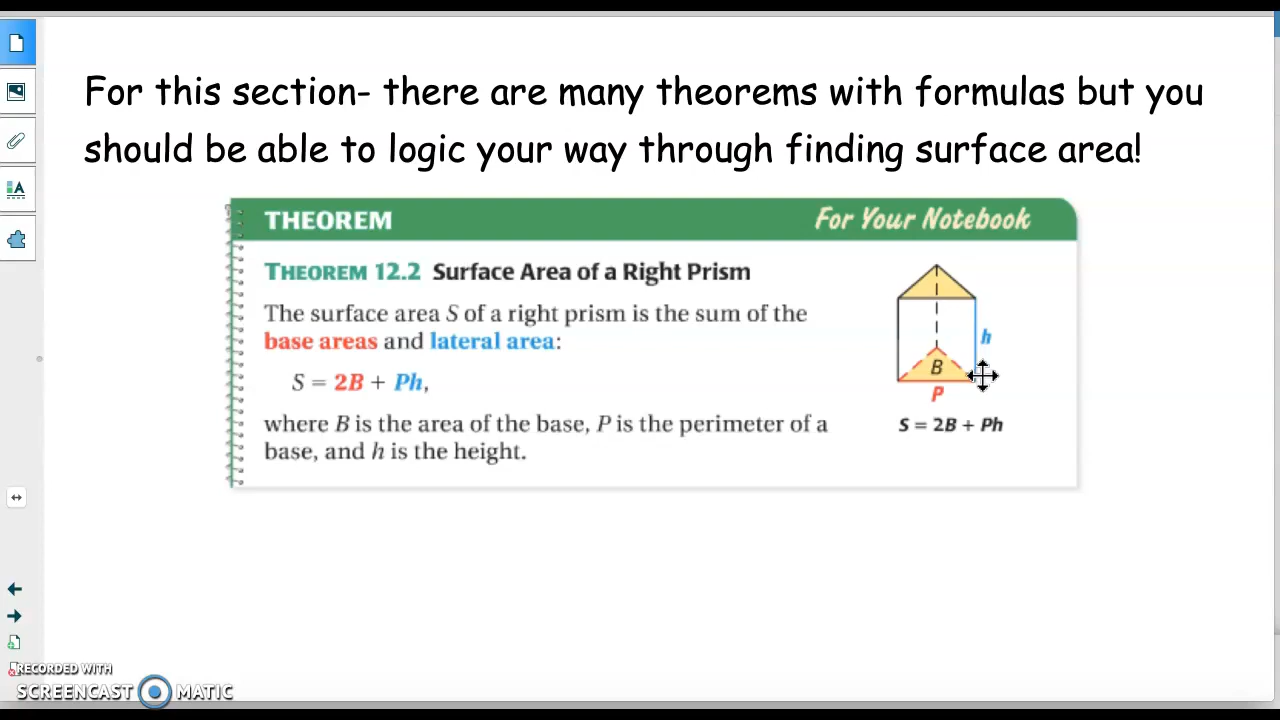 For this section- there are many theorems with formulas but you
should be able to logic your way through finding surface area!
THEOREM For Your Notebook
THEOREM 12.2 Surface Area of a Right Prism
The surface area S of a right prism is the sum of the
base areas and lateral area:
S = 2B + Ph,
where B is the area of the base, P is the perimeter of a
base, and h is the height.
h
B
P
S = 2B + Ph
RECORDED WITH
SCREENCAST MATIC